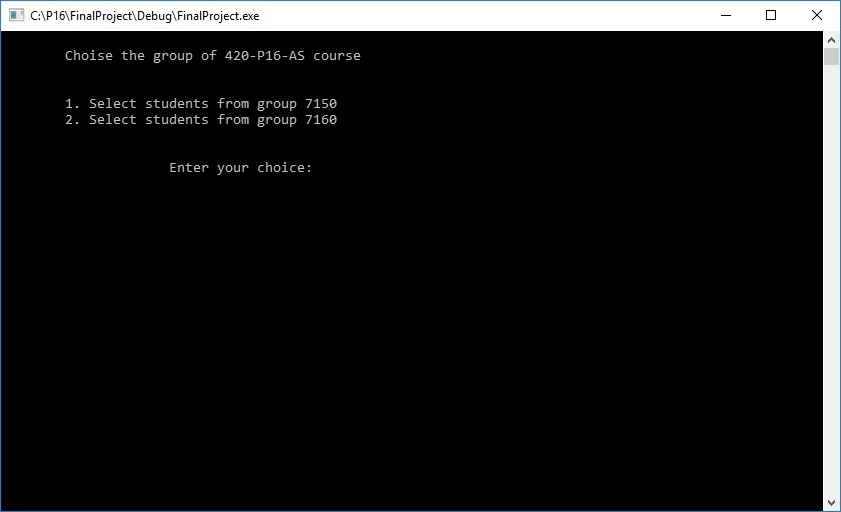 C:\P16\FinalProject\Debug\FinalProject.exe
Choise the group of 420-P16-AS course
1. Select students from group 7150
2. Select students from group 7160
Enter your choice: